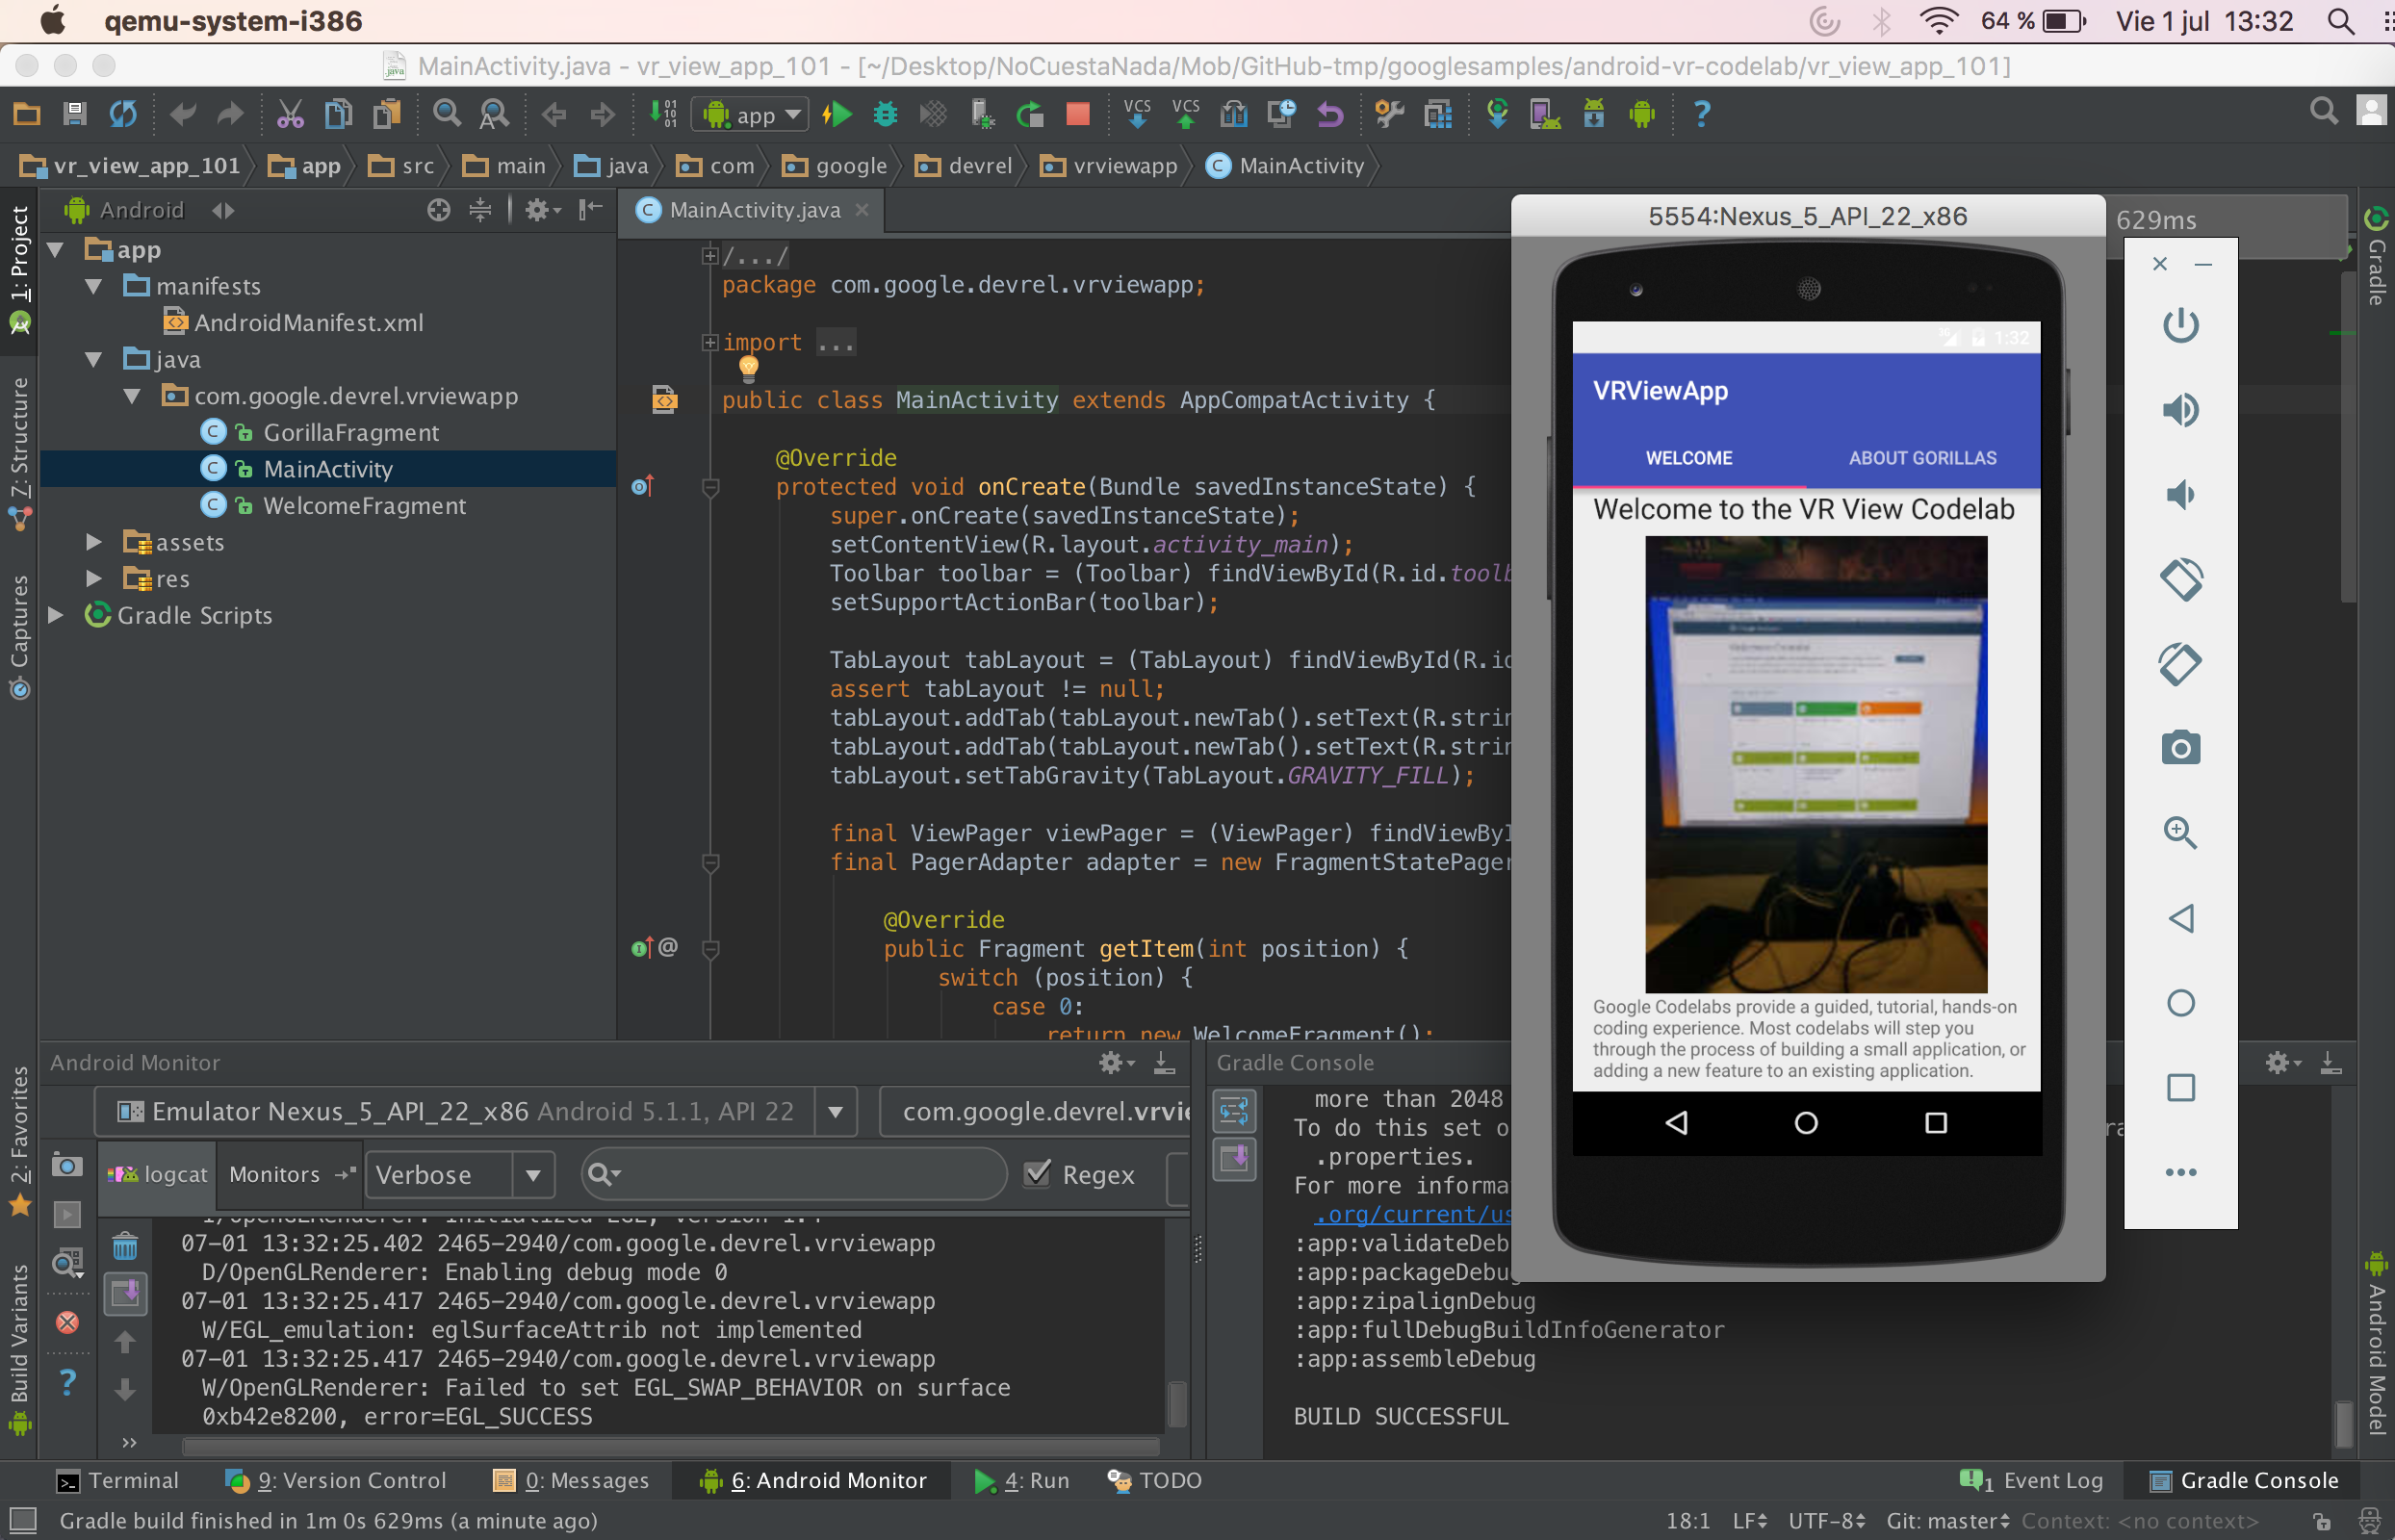 qemu-system-i386
64 %
Vie 1 jul 13:32
MainActivity.java - vr_view_app_101 - [~/Desktop/NoCuestaNada/Mob/GitHub-tmp/googlesamples/android-vr-codelab/vr_view_app_101]
app
VCS
VCS
?
vr_view_app_101
app
src
main
java
com
google
devrel
vrviewapp
MainActivity
1: Project
7: Structure
Captures
2: Favorites
Build Variants
Android
app
manifests
AndroidManifest.xml
java
com.google.devrel.vrviewapp
GorillaFragment
MainActivity
WelcomeFragment
assets
res
Gradle Scripts
MainActivity.java
/.../
package com.google.devrel.vrviewapp;
import ...
public class MainActivity extends AppCompatActivity {
@Override
protected void onCreate(Bundle savedInstanceState) {
super.onCreate(savedInstanceState);
setContentView(R.layout.activity_main);
Toolbar toolbar = (Toolbar) findViewById(R.id.toolb
setSupportActionBar(toolbar);
TabLayout tabLayout = (TabLayout) findViewById(R.id
assert tabLayout != null;
tabLayout.addTab(tabLayout.newTab().setText(R.strin
tabLayout.addTab(tabLayout.newTab().setText(R.strin
tabLayout.setTabGravity(TabLayout.GRAVITY_FILL);
final ViewPager viewPager = (ViewPager) findViewByI
final PagerAdapter adapter = new FragmentStatePager
@Override
public Fragment getItem(int position) {
switch (position) {
case 0:
return new WelcomeFragment();
5554:Nexus_5_API_22_x86
629ms
1:32
VRViewApp
WELCOME
ABOUT GORILLAS
Welcome to the VR View Codelab
Google Codelabs provide a guided, tutorial, hands-on
coding experience. Most codelabs will step you
through the process of building a small application, or
adding a new feature to an existing application.
Gradle
Android Model
Android Monitor
Emulator Nexus_5_API_22_x86 Android 5.1.1, API 22
com.google.devrel.vrvie
logcat
Monitors
Verbose
Regex
I/OpenGLRenderer: Initialized EGL, version 1.4
07-01 13:32:25.402 2465-2940/com.google.devrel.vrviewapp
D/OpenGLRenderer: Enabling debug mode 0
07-01 13:32:25.417 2465-2940/com.google.devrel.vrviewapp
W/EGL_emulation: eglSurfaceAttrib not implemented
07-01 13:32:25.417 2465-2940/com.google.devrel.vrviewapp
W/OpenGLRenderer: Failed to set EGL_SWAP_BEHAVIOR on surface
0xb42e8200, error=EGL_SUCCESS
Gradle Console
more than 2048
To do this set o
.properties.
For more informa
.org/current/us
:app:validateDeb
:app:packageDebug
:app:zipalignDebug
:app:fullDebugBuildInfoGenerator
:app:assembleDebug
BUILD SUCCESSFUL
Terminal
9: Version Control
0: Messages
6: Android Monitor
4: Run
TODO
1 Event Log
Gradle Console
Gradle build finished in 1m 0s 629ms (a minute ago)
18:1
LF
UTF-8
Git: master
Context: <no context>